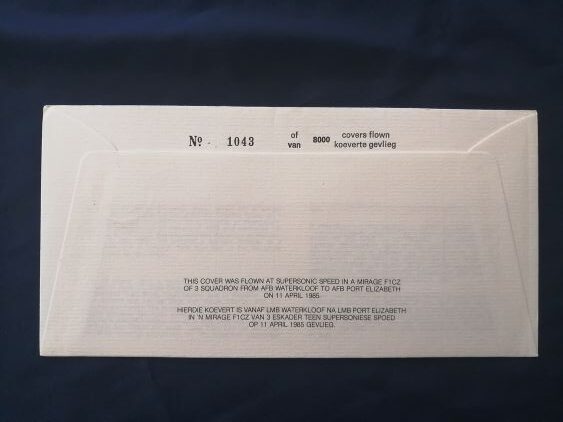 Nº 1043 of 8000 covers flown
van koeverte gevlieg
THIS COVER WAS FLOWN AT SUPERSONIC SPEED IN A MIRAGE F1CZ
OF 3 SQUADRON FROM AFB WATERKLOOF TO AFB PORT ELIZABETH
ON 11 APRIL 1985.
HIERDIE KOEVERT IS VANAF LMB WATERKLOOF NA LMB PORT ELIZABETH
IN 'N MIRAGE F1CZ VAN 3 ESKADER TEEN SUPERSONIESE SPOED
OP 11 APRIL 1985 GEVLIEG.